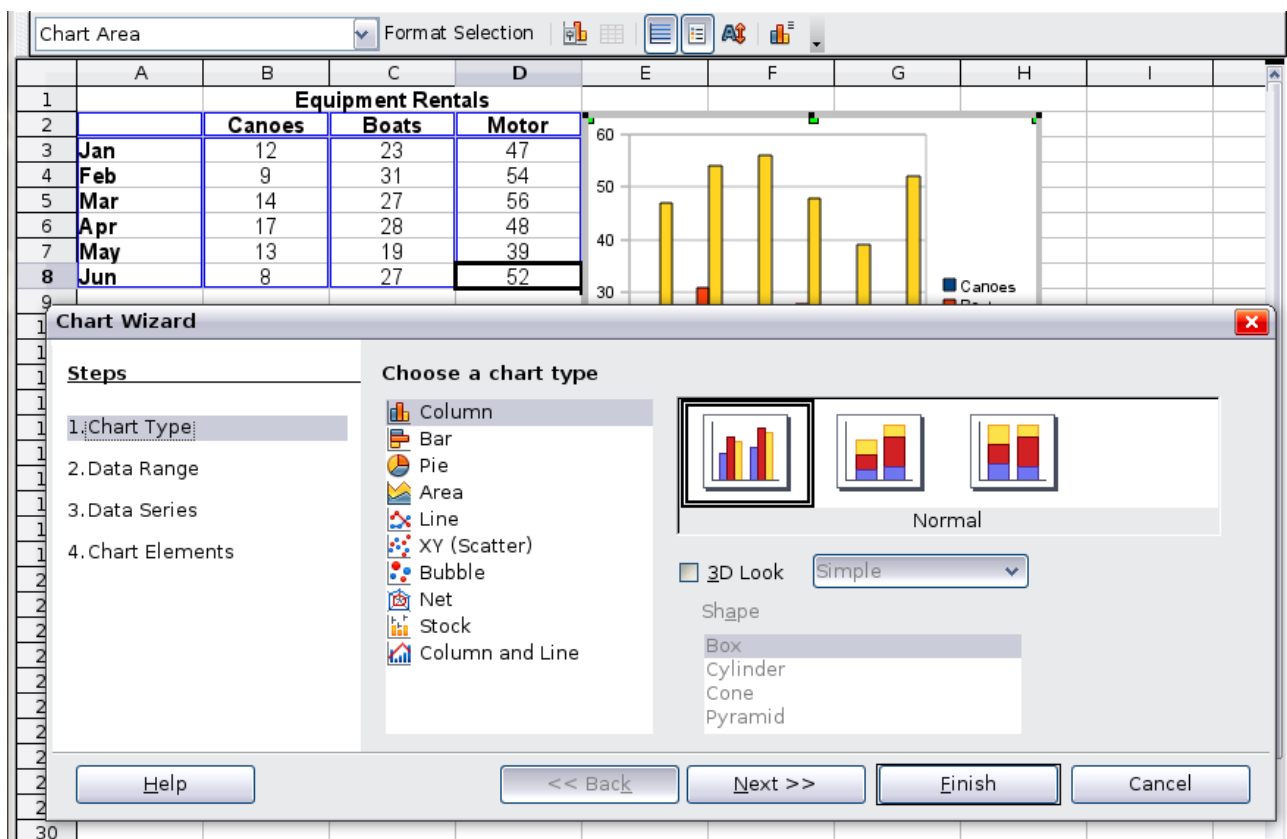 Chart Area Format Selection
A B C D E F G H I
1 Equipment Rentals
2 Canoes Boats Motor
3 Jan 12 23 47
4 Feb 9 31 54
5 Mar 14 27 56
6 Apr 17 28 48
7 May 13 19 39
8 Jun 8 27 52
9
60
50
40
30
Canoes
Chart Wizard
Steps
1.Chart Type
2.Data Range
3.Data Series
4.Chart Elements
Choose a chart type
Column
Bar
Pie
Area
Line
XY (Scatter)
Bubble
Net
Stock
Column and Line
Normal
3D Look Simple
Shape
Box
Cylinder
Cone
Pyramid
Help << Back Next >> Finish Cancel
30